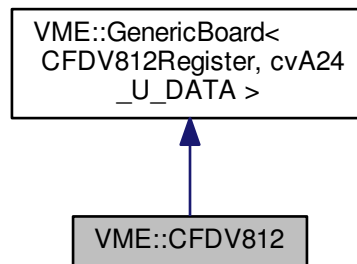 VME::GenericBoard<
CFDV812Register, cvA24
_U_DATA >
VME::CFDV812